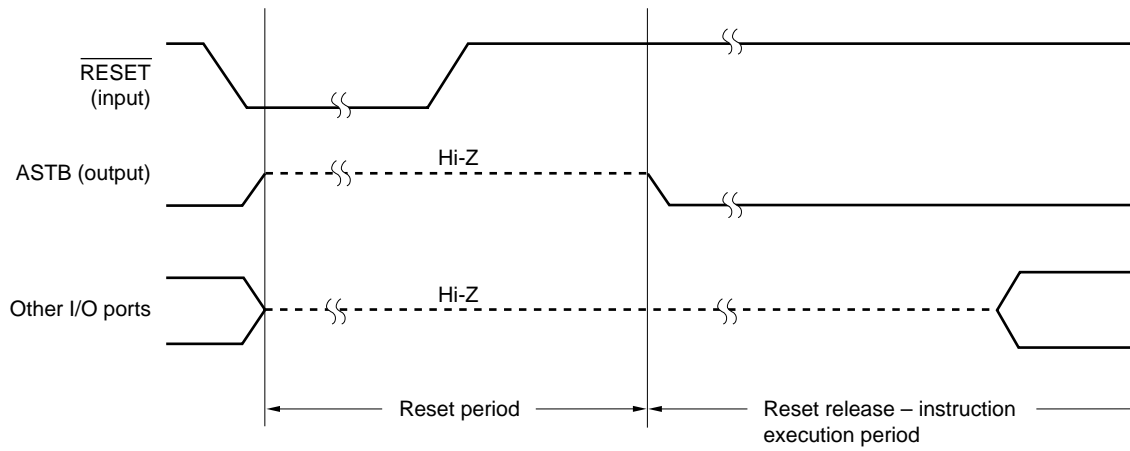 RESET
(input)
ASTB (output)
Hi-Z
Other I/O ports
Hi-Z
Reset period
Reset release – instruction
execution period